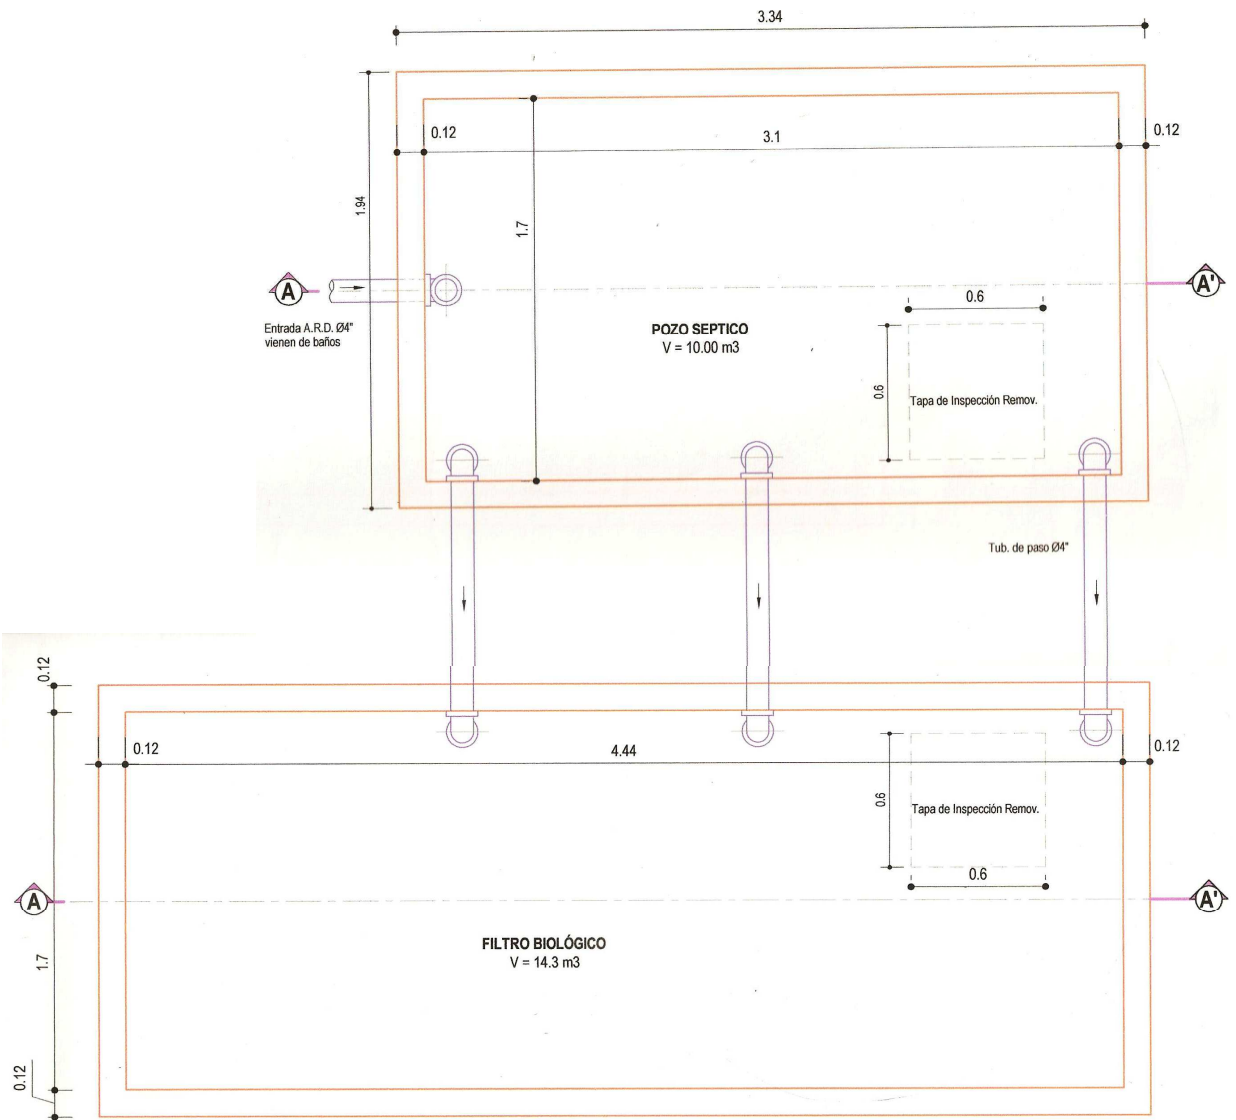 3.34
0.12
3.1
0.12
1.94
1.7
A
A'
Entrada A.R.D. Ø4"
vienen de baños
POZO SEPTICO
V = 10.00 m3
0.6
0.6
Tapa de Inspección Remov.
Tub. de paso Ø4"
0.12
0.12
4.44
0.12
0.6
Tapa de Inspección Remov.
0.6
A
A'
FILTRO BIOLÓGICO
V = 14.3 m3
1.7
0.12